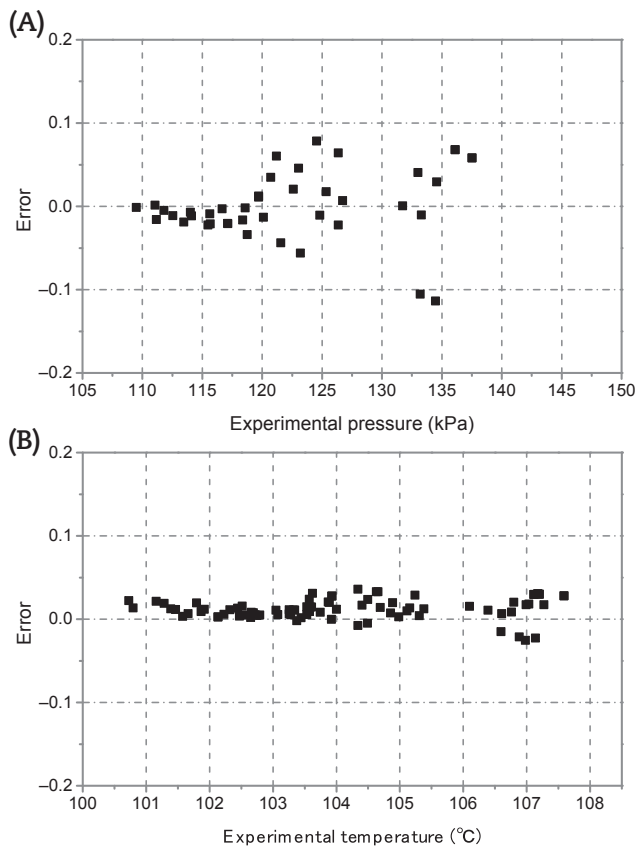 (A)
0.2
0.1
0.0
−0.1
−0.2
Error
105 110 115 120 125 130 135 140 145 150
Experimental pressure (kPa)
(B)
0.2
0.1
0.0
−0.1
−0.2
Error
100 101 102 103 104 105 106 107 108
Experimental temperature (°C)